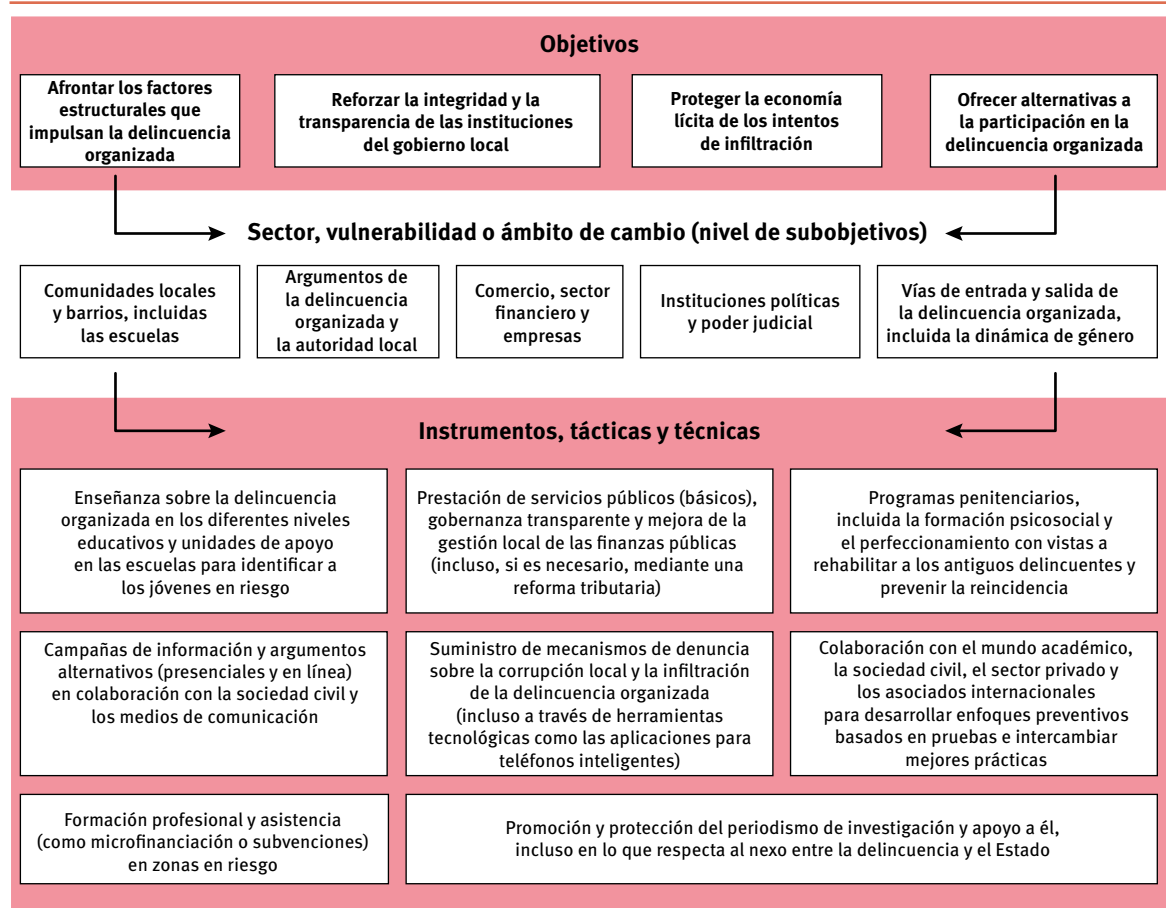 Objetivos
Afrontar los factores
estructurales que
impulsan la delincuencia
organizada
Reforzar la integridad y la
transparencia de las instituciones
del gobierno local
Proteger la economía
lícita de los intentos
de infiltración
Ofrecer alternativas a
la participación en la
delincuencia organizada
Sector, vulnerabilidad o ámbito de cambio (nivel de subobjetivos)
Comunidades locales
y barrios, incluidas
las escuelas
Argumentos de
la delincuencia
organizada y
la autoridad local
Comercio, sector
financiero y
empresas
Instituciones políticas
y poder judicial
Vías de entrada y salida de
la delincuencia organizada,
incluida la dinámica de género
Instrumentos, tácticas y técnicas
Enseñanza sobre la delincuencia
organizada en los diferentes niveles
educativos y unidades de apoyo
en las escuelas para identificar a
los jóvenes en riesgo
Prestación de servicios públicos (básicos),
gobernanza transparente y mejora de la
gestión local de las finanzas públicas
(incluso, si es necesario, mediante una
reforma tributaria)
Programas penitenciarios,
incluida la formación psicosocial y
el perfeccionamiento con vistas a
rehabilitar a los antiguos delincuentes y
prevenir la reincidencia
Campañas de información y argumentos
alternativos (presenciales y en línea)
en colaboración con la sociedad civil y
los medios de comunicación
Suministro de mecanismos de denuncia
sobre la corrupción local y la infiltración
de la delincuencia organizada
(incluso a través de herramientas
tecnológicas como las aplicaciones para
teléfonos inteligentes)
Colaboración con el mundo académico,
la sociedad civil, el sector privado y
los asociados internacionales
para desarrollar enfoques preventivos
basados en pruebas e intercambiar
mejores prácticas
Formación profesional y asistencia
(como microfinanciación o subvenciones)
en zonas en riesgo
Promoción y protección del periodismo de investigación y apoyo a él,
incluso en lo que respecta al nexo entre la delincuencia y el Estado